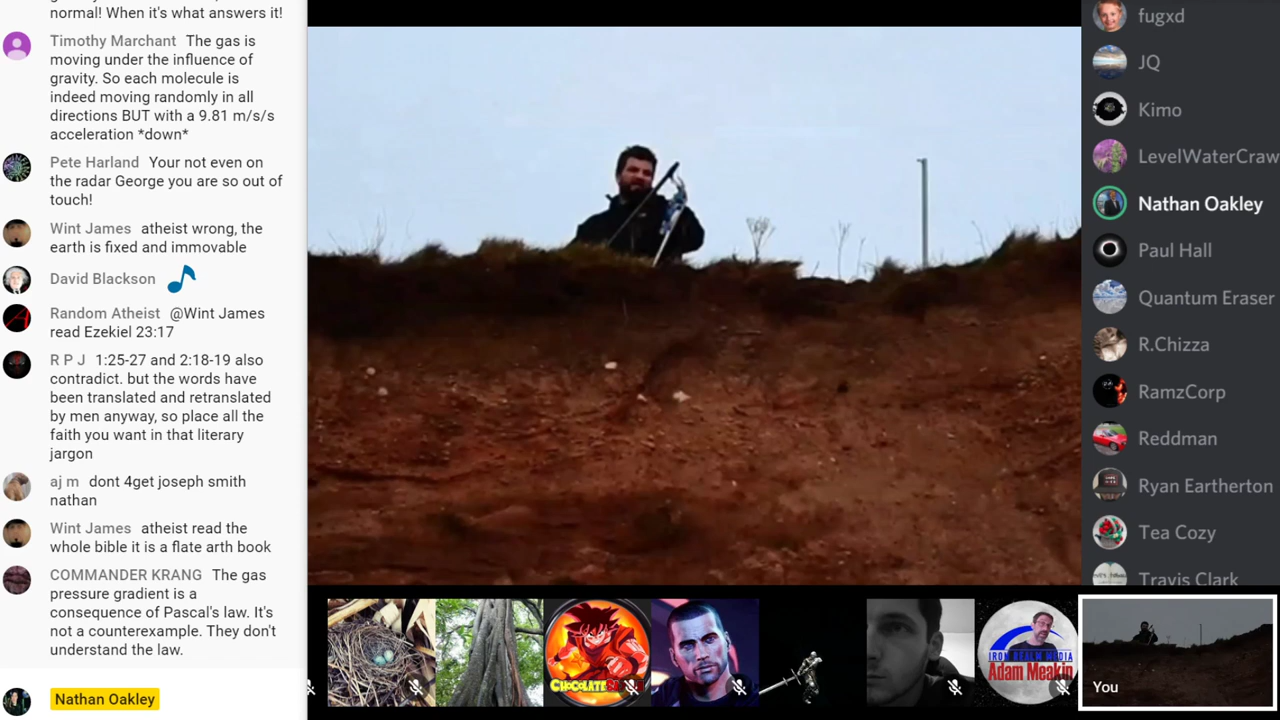 normal! When it's what answers it!
Timothy Marchant The gas is
moving under the influence of
gravity. So each molecule is
indeed moving randomly in all
directions BUT with a 9.81 m/s/s
acceleration *down*
Pete Harland Your not even on
the radar George you are so out of
touch!
Wint James atheist wrong, the
earth is fixed and immovable
David Blackson
Random Atheist @Wint James
read Ezekiel 23:17
R P J 1:25-27 and 2:18-19 also
contradict. but the words have
been translated and retranslated
by men anyway, so place all the
faith you want in that literary
jargon
aj m dont 4get joseph smith
nathan
Wint James atheist read the
whole bible it is a flate arth book
COMMANDER KRANG The gas
pressure gradient is a
consequence of Pascal's law. It's
not a counterexample. They don't
understand the law.
Nathan Oakley
fugxd
JQ
Kimo
LevelWaterCraw
Nathan Oakley
Paul Hall
Quantum Eraser
R.Chizza
RamzCorp
Reddman
Ryan Eartherton
Tea Cozy
Travis Clark
IRON REALM MEDIA
Adam Meakin
You